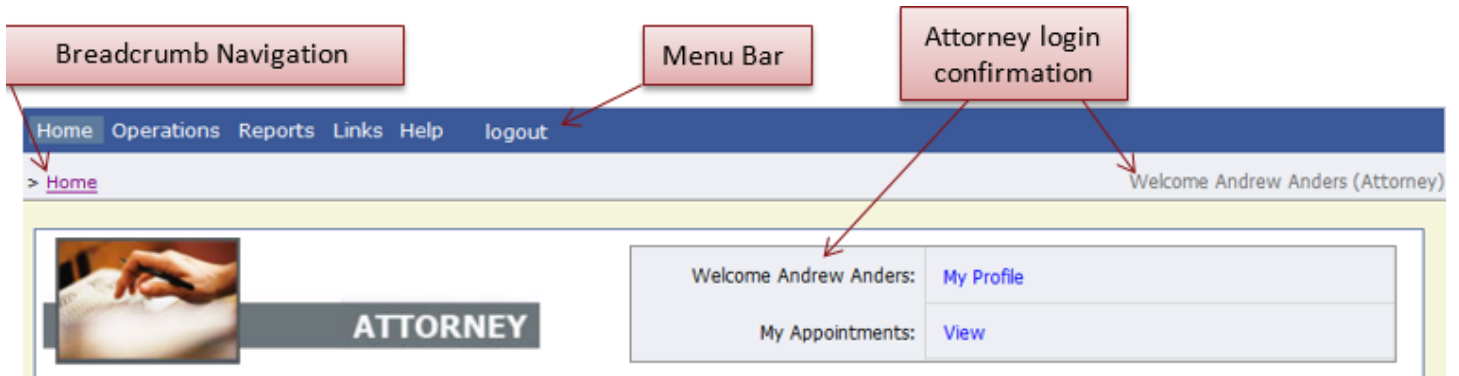 Breadcrumb Navigation
Menu Bar
Attorney login
confirmation
Home Operations Reports Links Help logout
> Home
Welcome Andrew Anders (Attorney)
ATTORNEY
Welcome Andrew Anders: My Profile
My Appointments: View